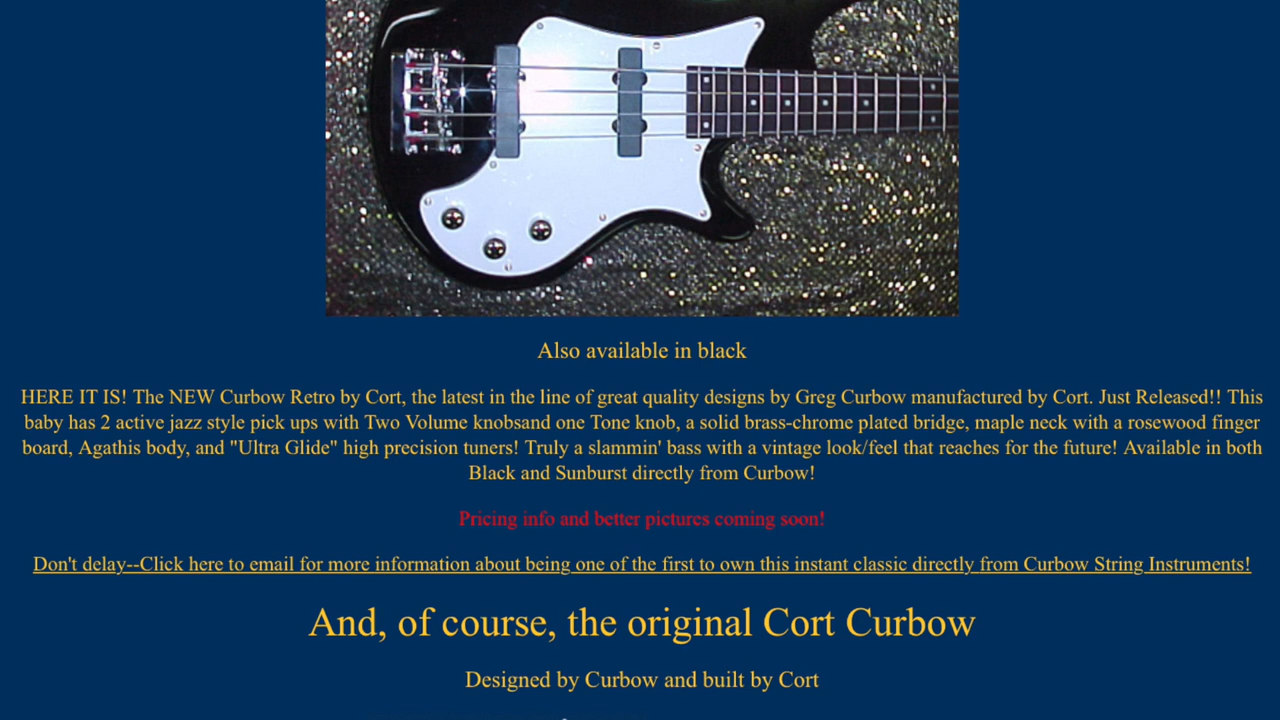 Also available in black
HERE IT IS! The NEW Curbow Retro by Cort, the latest in the line of great quality designs by Greg Curbow manufactured by Cort. Just Released!! This
baby has 2 active jazz style pick ups with Two Volume knobsand one Tone knob, a solid brass-chrome plated bridge, maple neck with a rosewood finger
board, Agathis body, and "Ultra Glide" high precision tuners! Truly a slammin' bass with a vintage look/feel that reaches for the future! Available in both
Black and Sunburst directly from Curbow!
Pricing info and better pictures coming soon!
Don't delay--Click here to email for more information about being one of the first to own this instant classic directly from Curbow String Instruments!
And, of course, the original Cort Curbow
Designed by Curbow and built by Cort